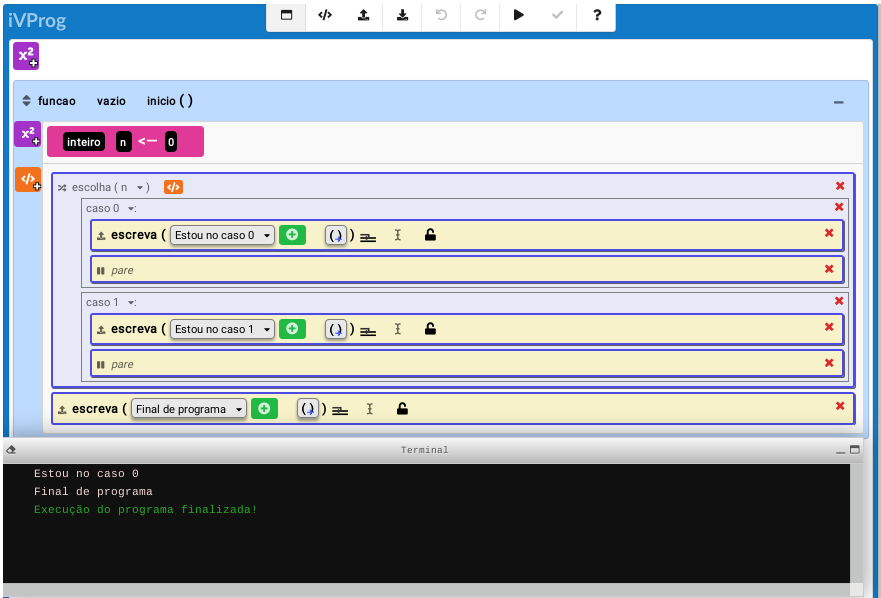 iVProg
</> ?
x²
funcao vazio inicio ( )
x² inteiro n <— 0
</>
escolha ( n ) </>
caso 0 :
escreva ( Estou no caso 0 ( ) )
pare
caso 1 :
escreva ( Estou no caso 1 ( ) )
pare
escreva ( Final de programa ( ) )
Terminal
Estou no caso 0
Final de programa
Execução do programa finalizada!